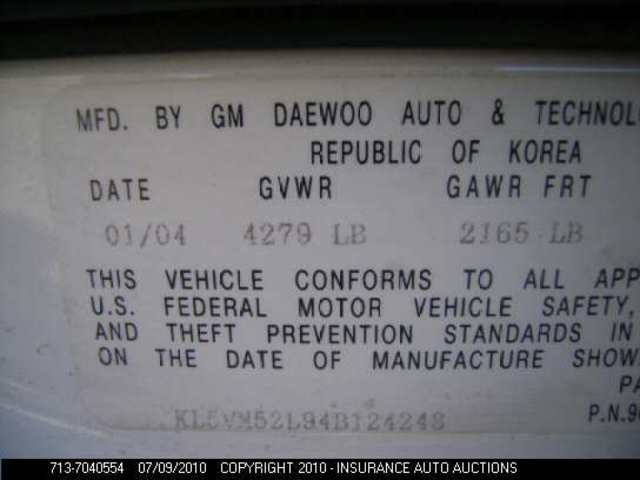 MFD. BY GM DAEWOO AUTO & TECHNOL
REPUBLIC OF KOREA
DATE GVWR GAWR FRT
01/04 4279 LB 2165 LB
THIS VEHICLE CONFORMS TO ALL APP
U.S. FEDERAL MOTOR VEHICLE SAFETY,
AND THEFT PREVENTION STANDARDS IN
ON THE DATE OF MANUFACTURE SHOW
PA
KL5VM52L94B124248 P.N.9
713-7040554 07/09/2010 COPYRIGHT 2010 - INSURANCE AUTO AUCTIONS